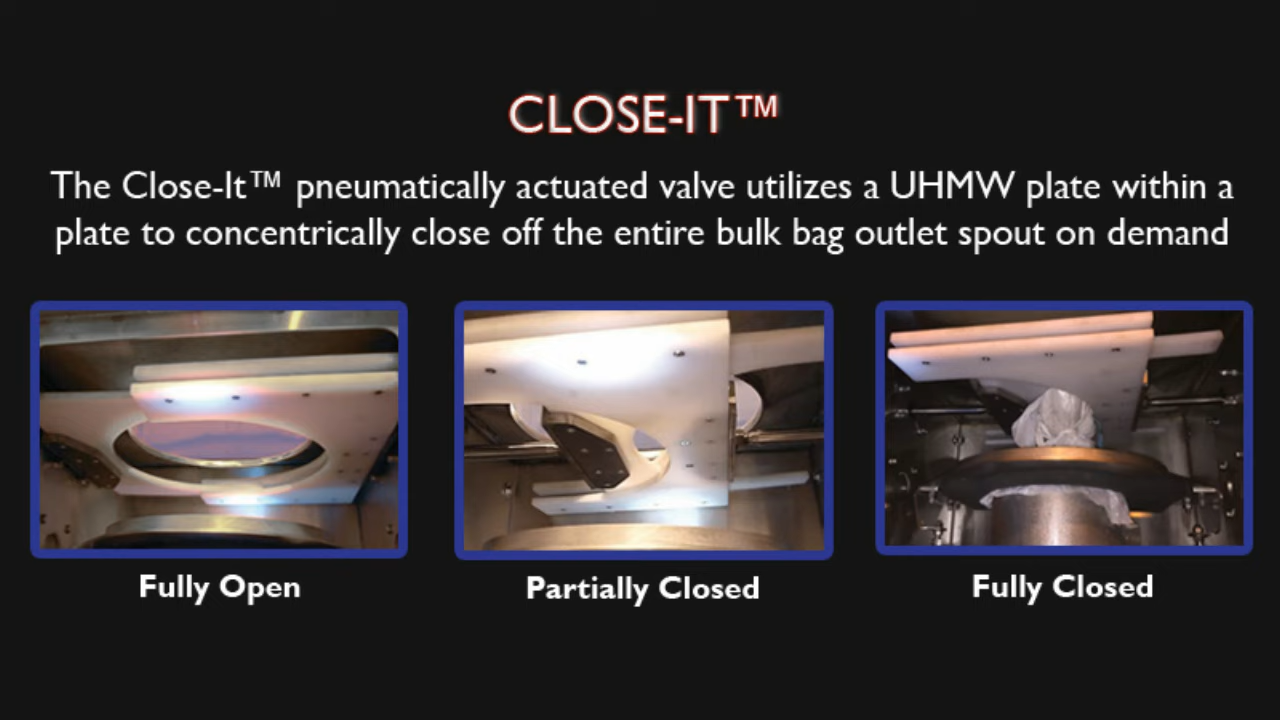 CLOSE-IT™
The Close-It™ pneumatically actuated valve utilizes a UHMW plate within a
plate to concentrically close off the entire bulk bag outlet spout on demand
Fully Open
Partially Closed
Fully Closed